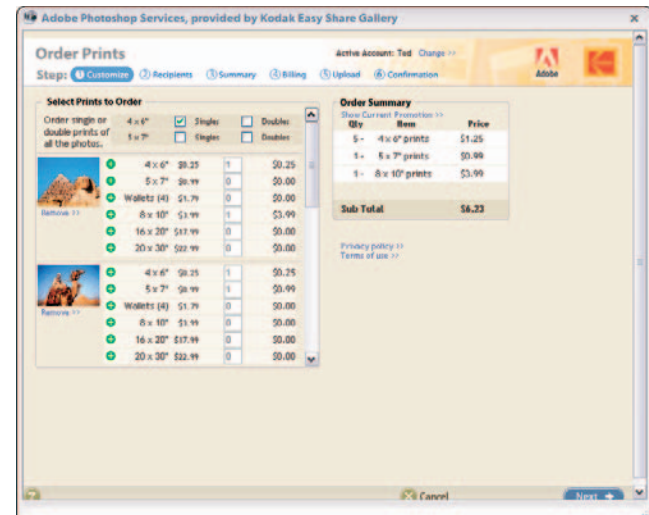 Adobe Photoshop Services, provided by Kodak Easy Share Gallery
Order Prints
Active Account: Ted Change >>
Step: 1 Customize 2 Recipients 3 Summary 4 Billing 5 Upload 6 Confirmation
Adobe
Kodak
Select Prints to Order
Order single or double prints of all the photos.
4 x 6" Singles Doubles
5 x 7" Singles Doubles
4 x 6" $0.25 1 $0.25
5 x 7" $0.99 0 $0.00
Wallets (4) $1.79 0 $0.00
8 x 10" $3.99 1 $3.99
16 x 20" $17.99 0 $0.00
20 x 30" $22.99 0 $0.00
Remove >>
4 x 6" $0.25 1 $0.25
5 x 7" $0.99 1 $0.99
Wallets (4) $1.79 0 $0.00
8 x 10" $3.99 0 $0.00
16 x 20" $17.99 0 $0.00
20 x 30" $22.99 0 $0.00
Remove >>
Order Summary
Show Current Promotion >>
Qty Item Price
5 - 4 x 6" prints $1.25
1 - 5 x 7" prints $0.99
1 - 8 x 10" prints $3.99
Sub Total $6.23
Privacy policy >>
Terms of use >>
? Cancel Next